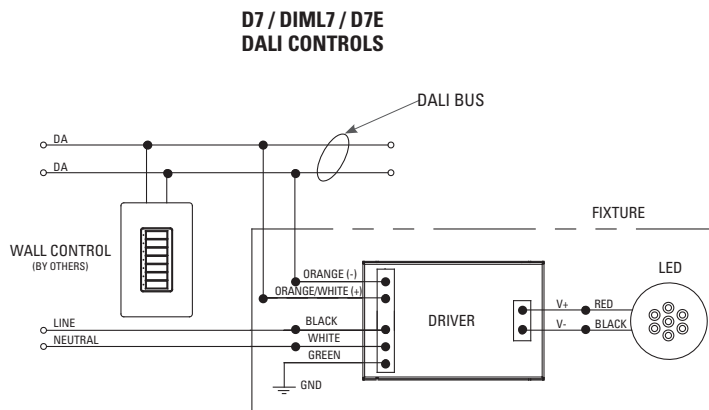 D7 / DIML7 / D7E
DALI CONTROLS
DALI BUS
DA
DA
FIXTURE
WALL CONTROL
(BY OTHERS)
LED
ORANGE (-)
ORANGE/WHITE (+)
V+ RED
LINE
BLACK
DRIVER
V- BLACK
NEUTRAL
WHITE
GREEN
GND